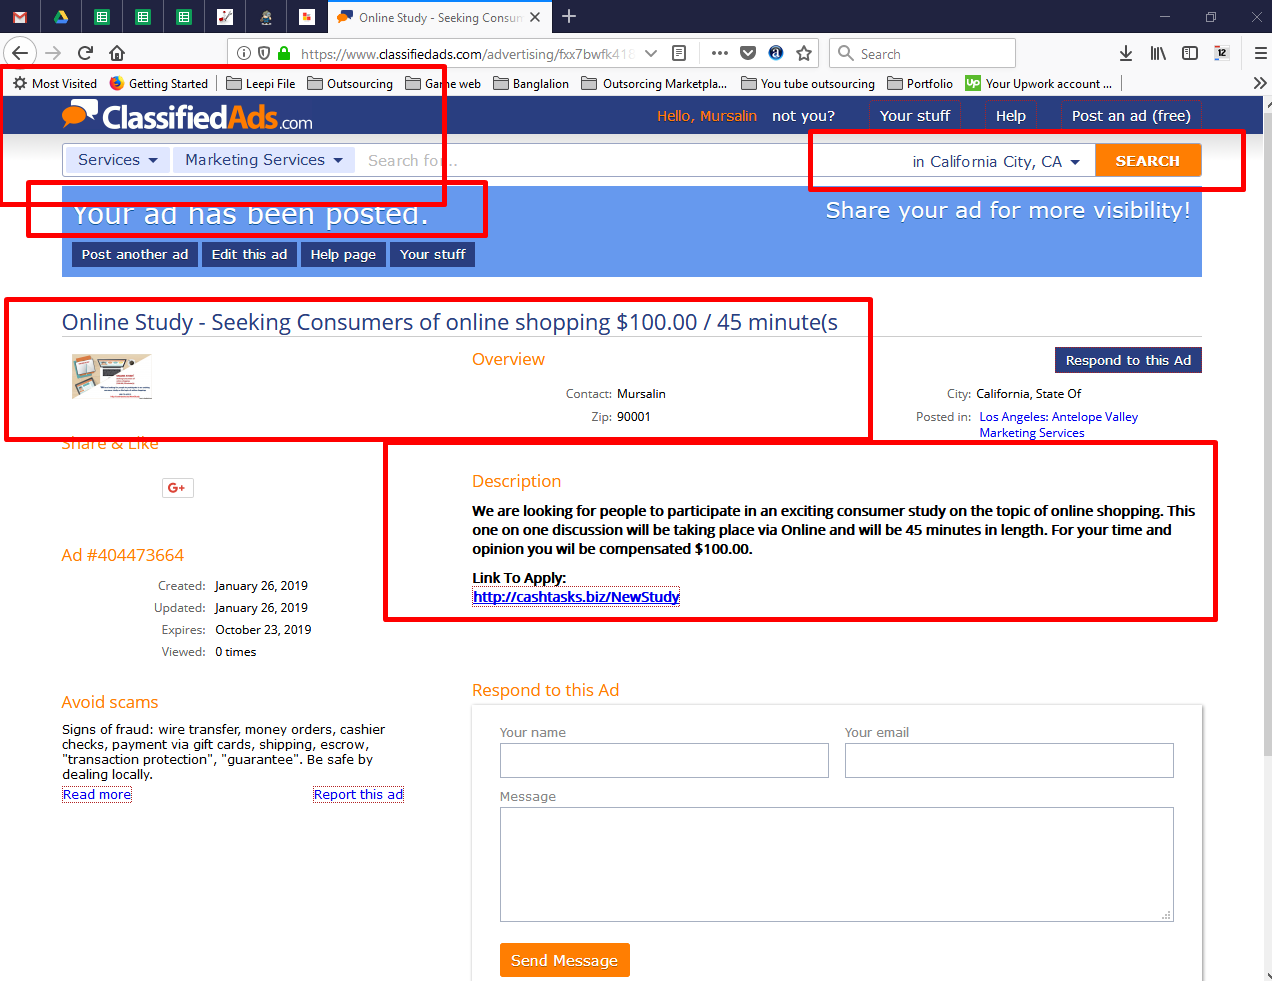 Online Study - Seeking Consun
https://www.classifiedads.com/advertising/fxx7bwfk418
Search
12
Most Visited
Getting Started
Leepi File
Outsourcing
Game web
Banglalion
Outsorcing Marketpla...
You tube outsourcing
Portfolio
Up Your Upwork account ...
ClassifiedAds.com
Hello, Mursalin not you?
Your stuff
Help
Post an ad (free)
Services
Marketing Services
Search for...
in California City, CA
SEARCH
Your ad has been posted.
Share your ad for more visibility!
Post another ad
Edit this ad
Help page
Your stuff
Online Study - Seeking Consumers of online shopping $100.00 / 45 minute(s
Overview
Respond to this Ad
Contact: Mursalin
City: California, State Of
Zip: 90001
Posted in: Los Angeles: Antelope Valley
Marketing Services
Share & Like
G+
Description
We are looking for people to participate in an exciting consumer study on the topic of online shopping. This
one on one discussion will be taking place via Online and will be 45 minutes in length. For your time and
opinion you wil be compensated $100.00.
Link To Apply:
http://cashtasks.biz/NewStudy
Ad #404473664
Created: January 26, 2019
Updated: January 26, 2019
Expires: October 23, 2019
Viewed: 0 times
Avoid scams
Signs of fraud: wire transfer, money orders, cashier
checks, payment via gift cards, shipping, escrow,
"transaction protection", "guarantee". Be safe by
dealing locally.
Read more
Report this ad
Respond to this Ad
Your name
Your email
Message
Send Message